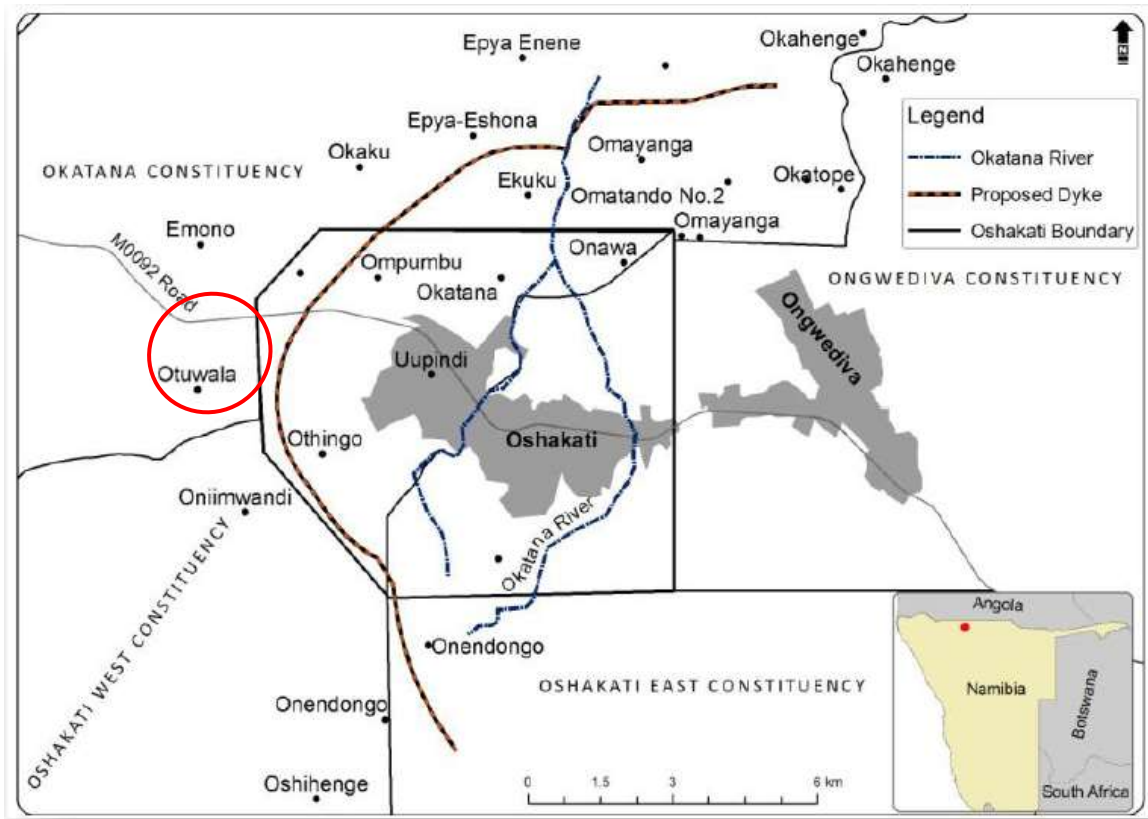 Epya Enene
Okahenge
Okahenge
N
Legend
Okatana River
Proposed Dyke
Oshakati Boundary
Epya-Eshona
Okaku
Omayanga
OKATANA CONSTITUENCY
Ekuku
Omatando No.2
Okatope
Emono
Omayanga
M0092 Road
Ompumbu
Okatana
Onawa
ONGWEDIVA CONSTITUENCY
Otuwala
Uupindi
Ongwediva
Oshakati
Othingo
Oniimwandi
Okatana River
OSHAKATI WEST CONSTITUENCY
Onendongo
OSHAKATI EAST CONSTITUENCY
Onendongo
Oshihenge
0 1.5 3 6 km
Angola
Namibia
Botswana
South Africa